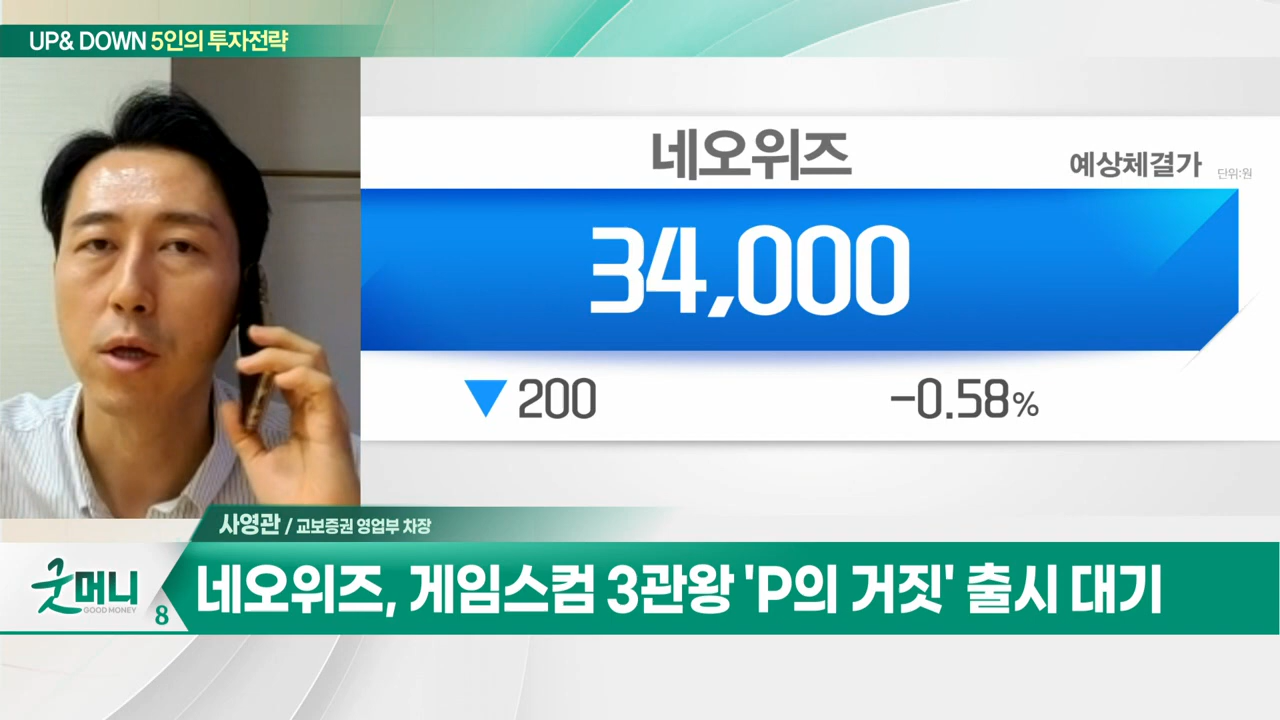 UP& DOWN 5인의 투자전략
네오위즈
예상체결가 단위:원
34,000
▼ 200 -0.58%
사영관 / 교보증권 영업부 차장
굿머니
GOOD MONEY
8
네오위즈, 게임스컴 3관왕 'P의 거짓' 출시 대기